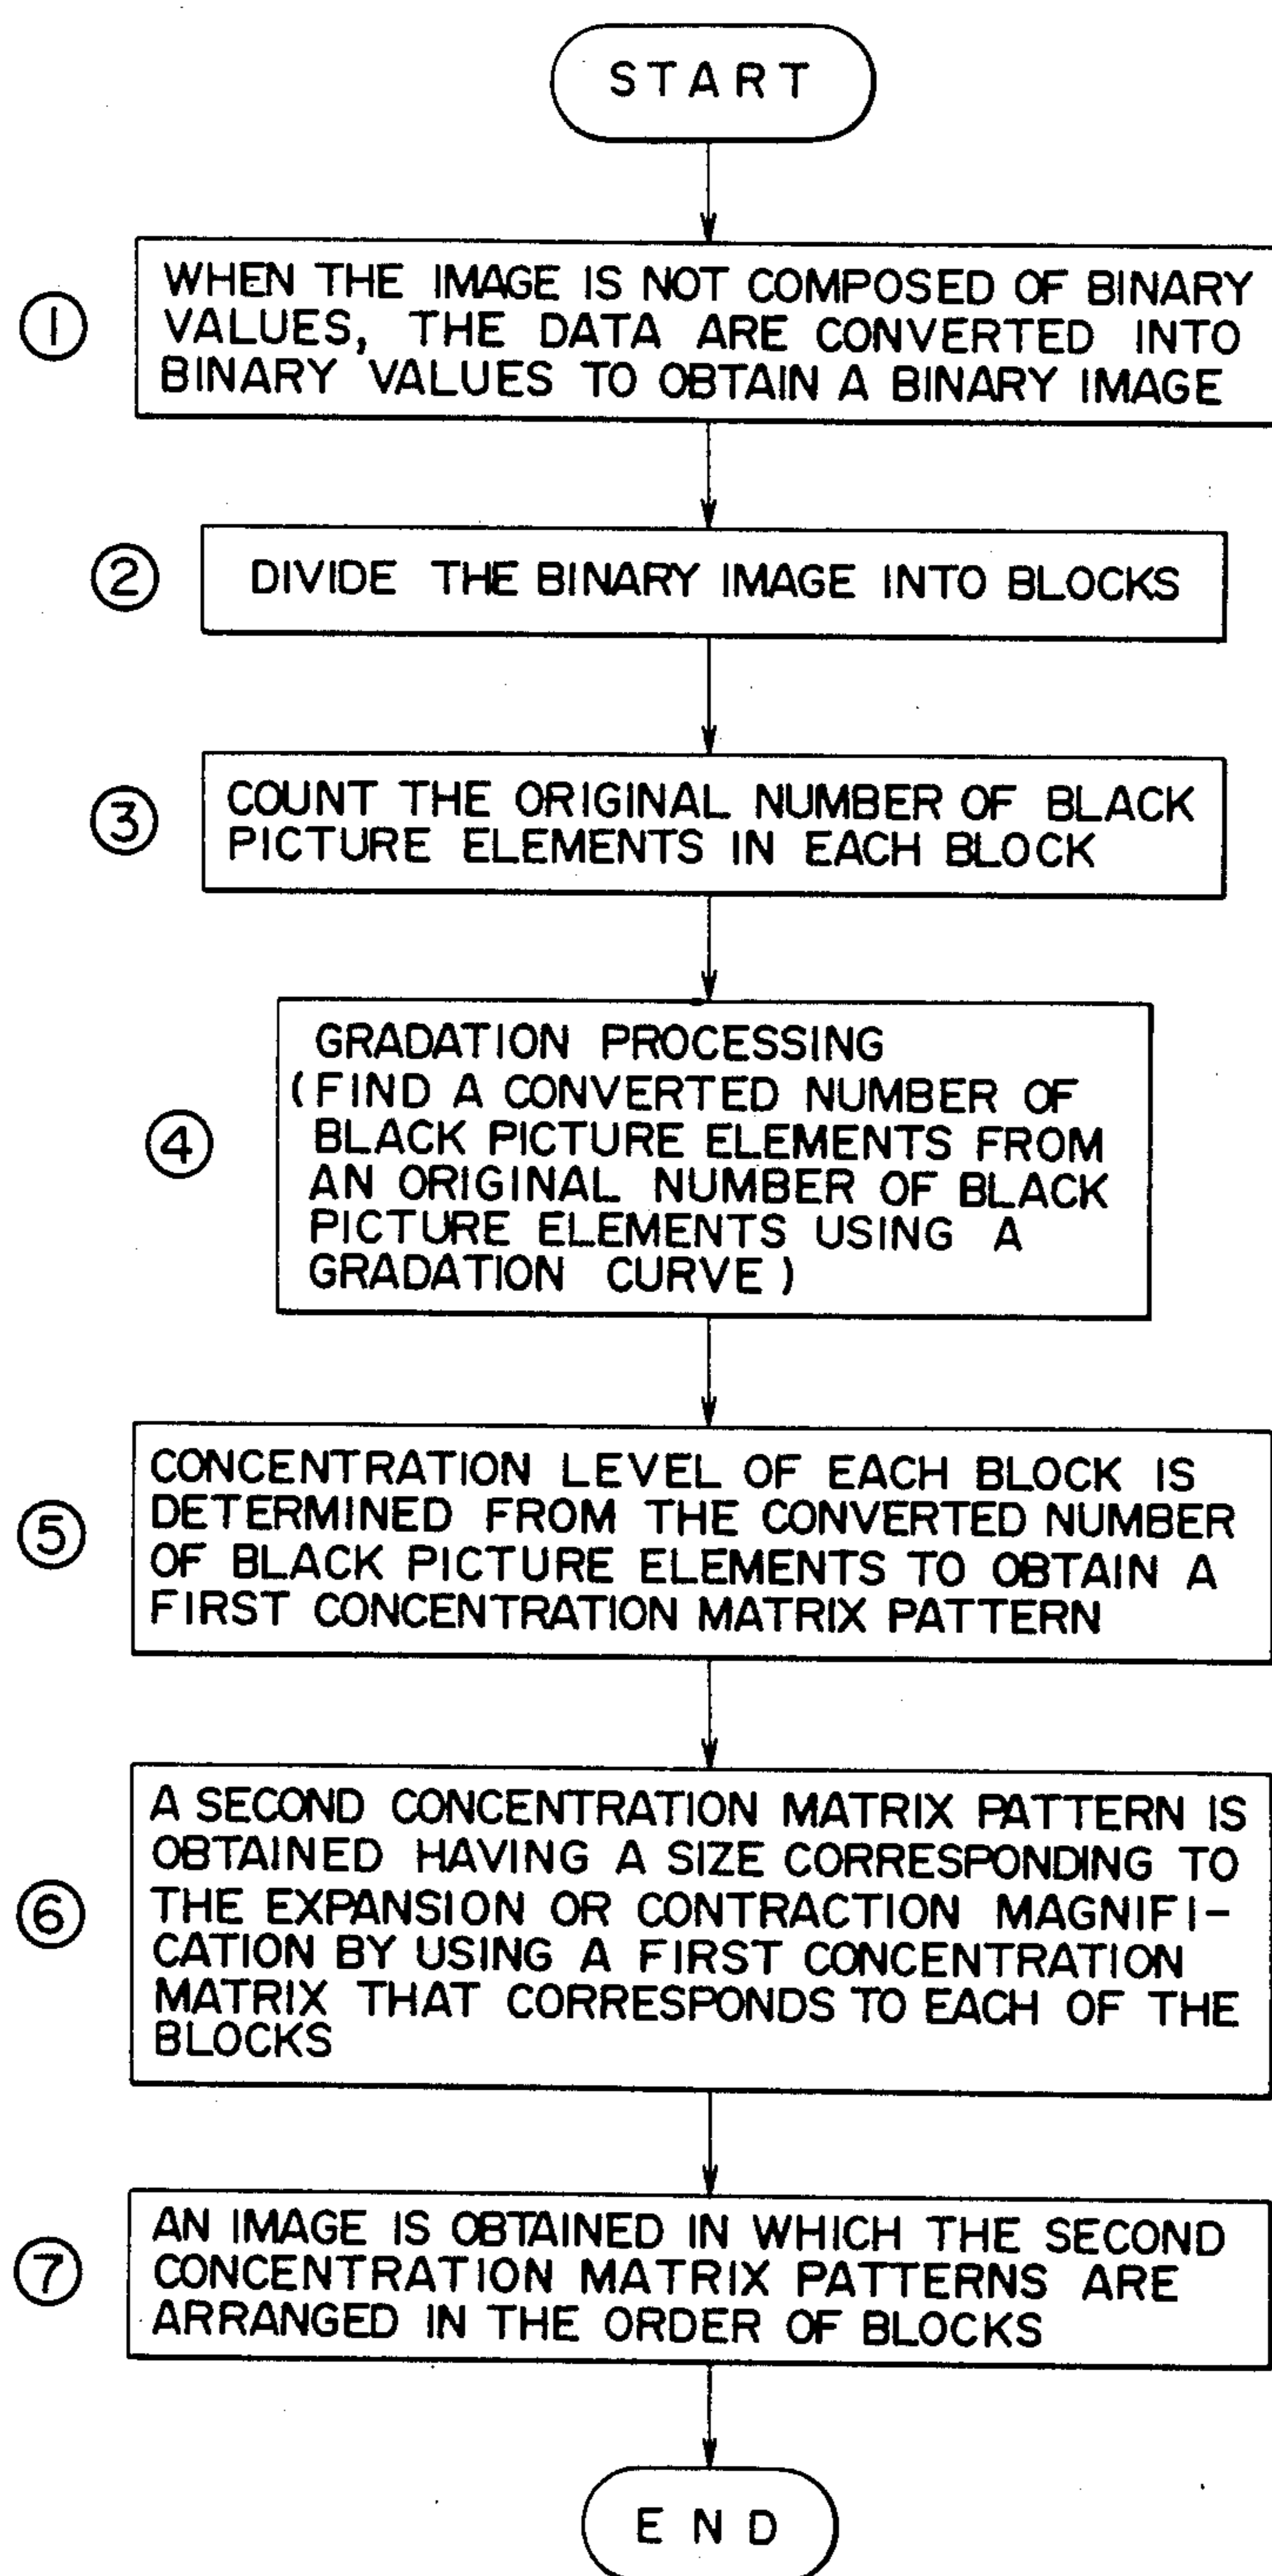 START
① WHEN THE IMAGE IS NOT COMPOSED OF BINARY
VALUES, THE DATA ARE CONVERTED INTO
BINARY VALUES TO OBTAIN A BINARY IMAGE
② DIVIDE THE BINARY IMAGE INTO BLOCKS
③ COUNT THE ORIGINAL NUMBER OF BLACK
PICTURE ELEMENTS IN EACH BLOCK
④ GRADATION PROCESSING
(FIND A CONVERTED NUMBER OF
BLACK PICTURE ELEMENTS FROM
AN ORIGINAL NUMBER OF BLACK
PICTURE ELEMENTS USING A
GRADATION CURVE)
⑤ CONCENTRATION LEVEL OF EACH BLOCK IS
DETERMINED FROM THE CONVERTED NUMBER
OF BLACK PICTURE ELEMENTS TO OBTAIN A
FIRST CONCENTRATION MATRIX PATTERN
⑥ A SECOND CONCENTRATION MATRIX PATTERN IS
OBTAINED HAVING A SIZE CORRESPONDING TO
THE EXPANSION OR CONTRACTION MAGNIFI-
CATION BY USING A FIRST CONCENTRATION
MATRIX THAT CORRESPONDS TO EACH OF THE
BLOCKS
⑦ AN IMAGE IS OBTAINED IN WHICH THE SECOND
CONCENTRATION MATRIX PATTERNS ARE
ARRANGED IN THE ORDER OF BLOCKS
END